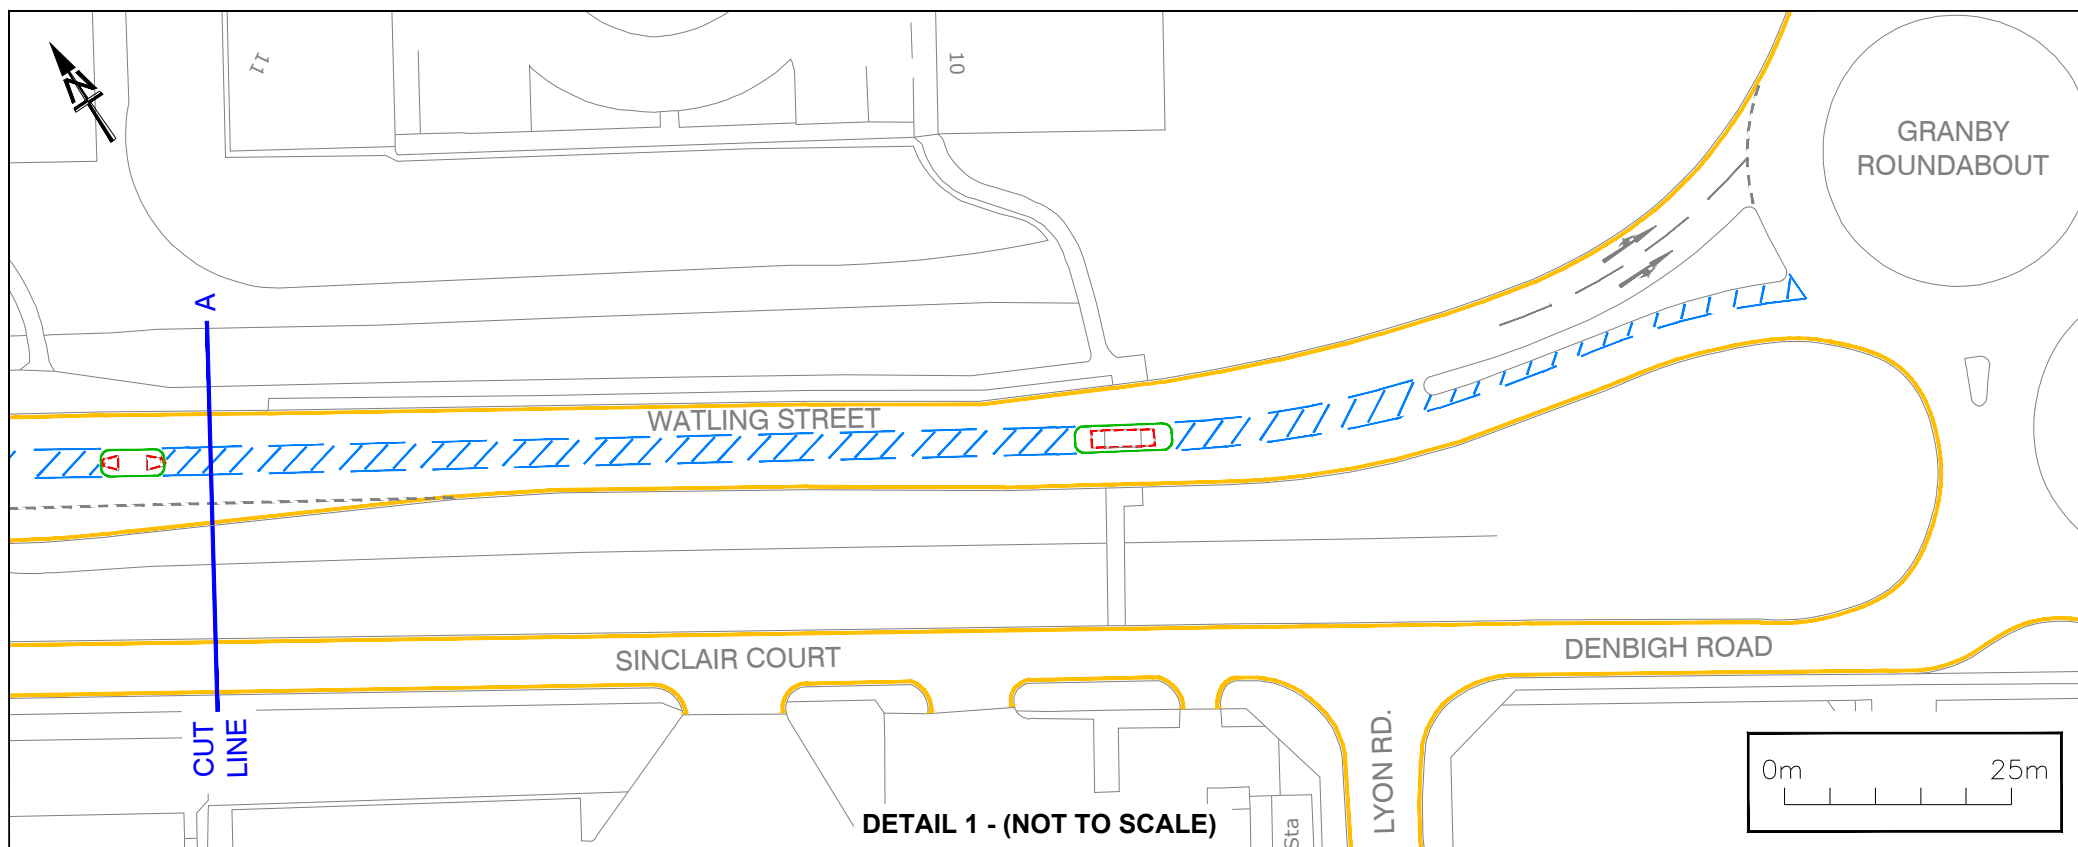 11
10
N
GRANBY
ROUNDABOUT
A
WATLING STREET
SINCLAIR COURT
DENBIGH ROAD
CUT
LINE
LYON RD.
Sta
0m 25m
DETAIL 1 - (NOT TO SCALE)